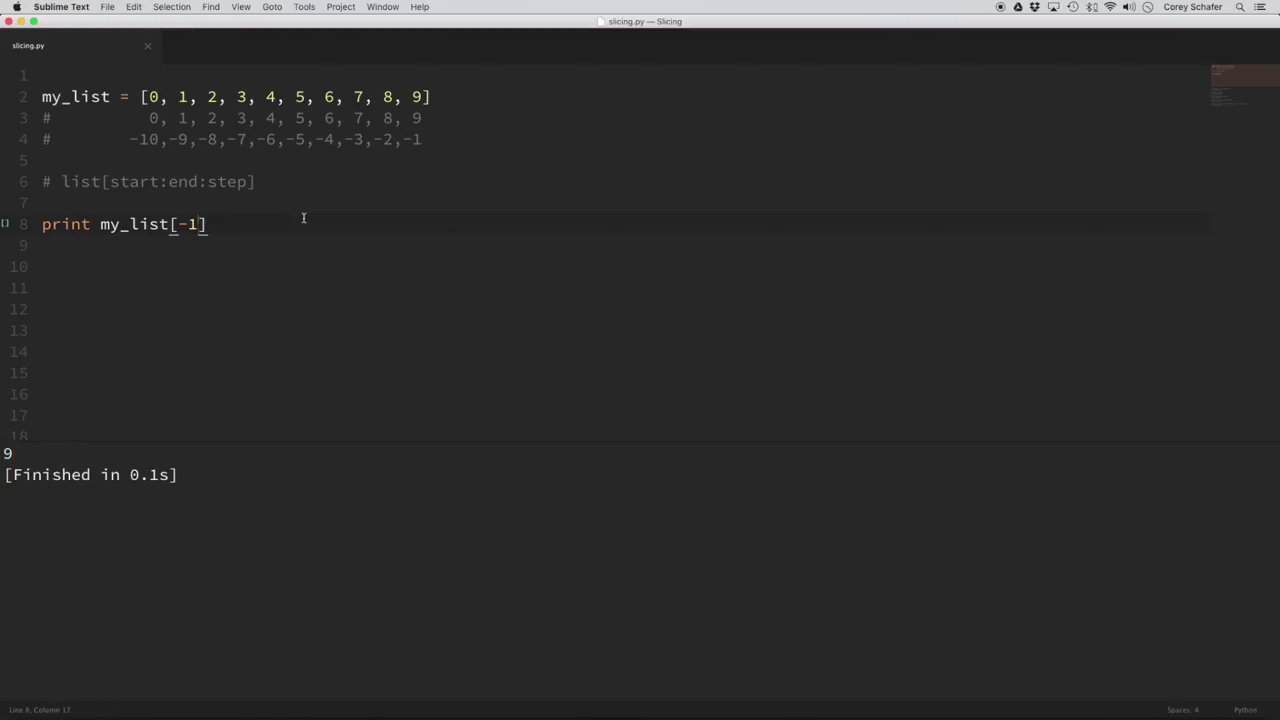 Sublime Text File Edit Selection Find View Goto Tools Project Window Help Corey Schafer
slicing.py — Slicing
slicing.py
1
2 my_list = [0, 1, 2, 3, 4, 5, 6, 7, 8, 9]
3 #          0, 1, 2, 3, 4, 5, 6, 7, 8, 9
4 #        -10,-9,-8,-7,-6,-5,-4,-3,-2,-1
5
6 # list[start:end:step]
7
8 print my_list[-1]
9
10
11
12
13
14
15
16
17
18
9
[Finished in 0.1s]
Line 8, Column 17 Spaces: 4 Python